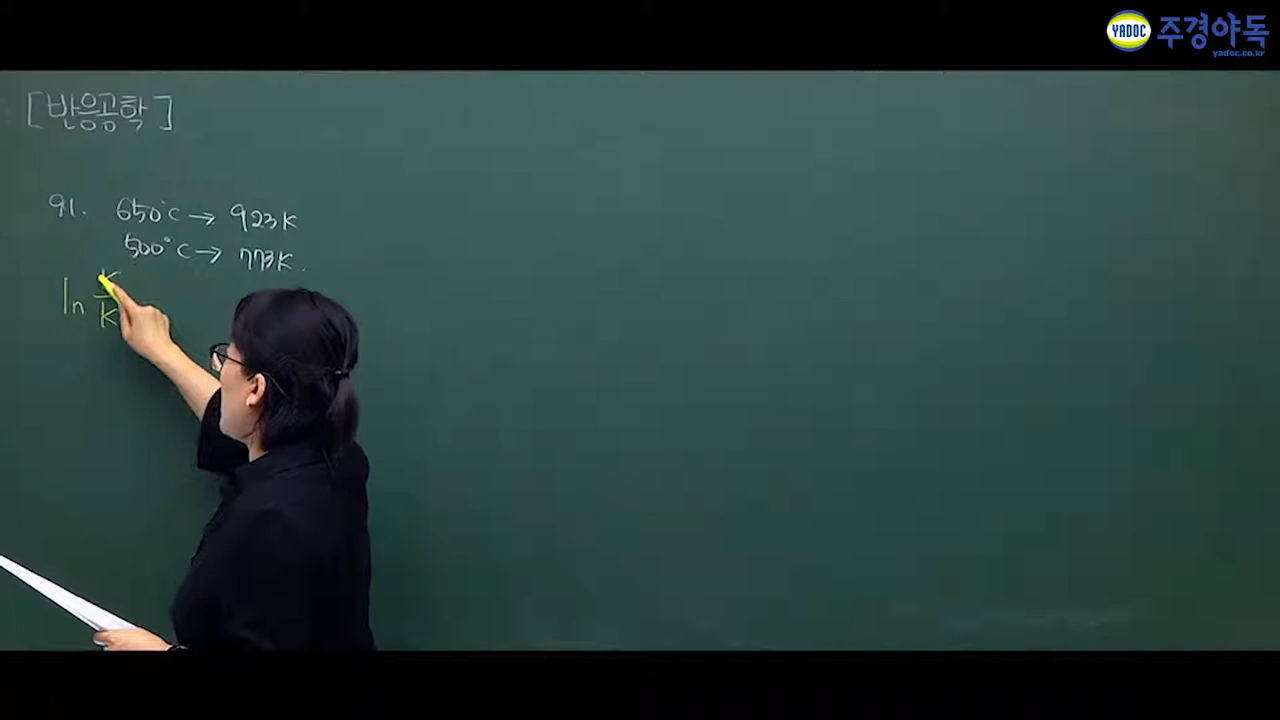 YADOC 주경야독
yadoc.co.kr
[반응공학]
91. 650°C → 923K
500°C → 773K.
ln K/K